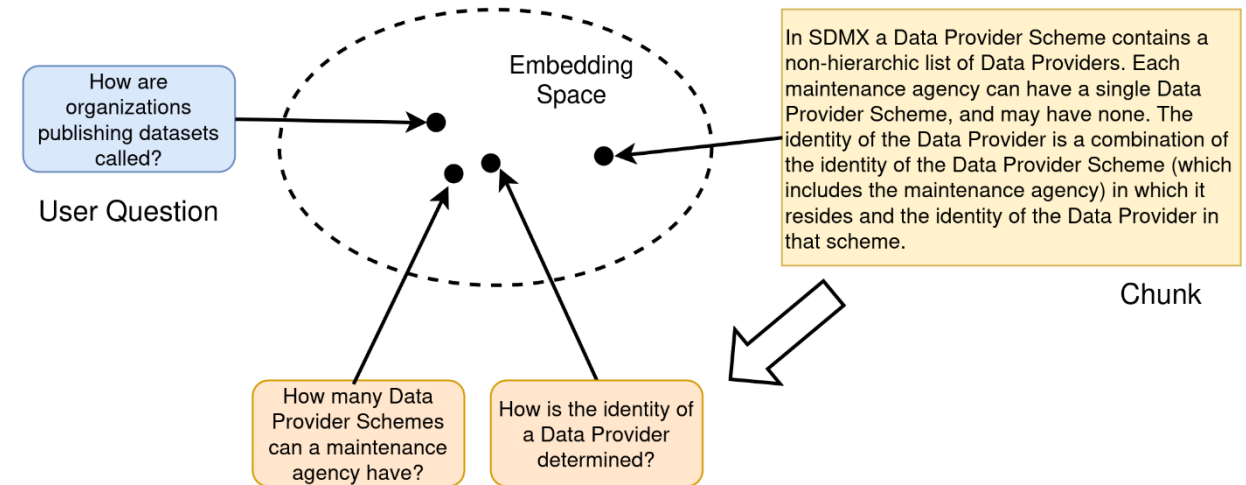 How are
organizations
publishing datasets
called?
User Question
Embedding
Space
In SDMX a Data Provider Scheme contains a
non-hierarchic list of Data Providers. Each
maintenance agency can have a single Data
Provider Scheme, and may have none. The
identity of the Data Provider is a combination of
the identity of the Data Provider Scheme (which
includes the maintenance agency) in which it
resides and the identity of the Data Provider in
that scheme.
Chunk
How many Data
Provider Schemes
can a maintenance
agency have?
How is the identity of
a Data Provider
determined?